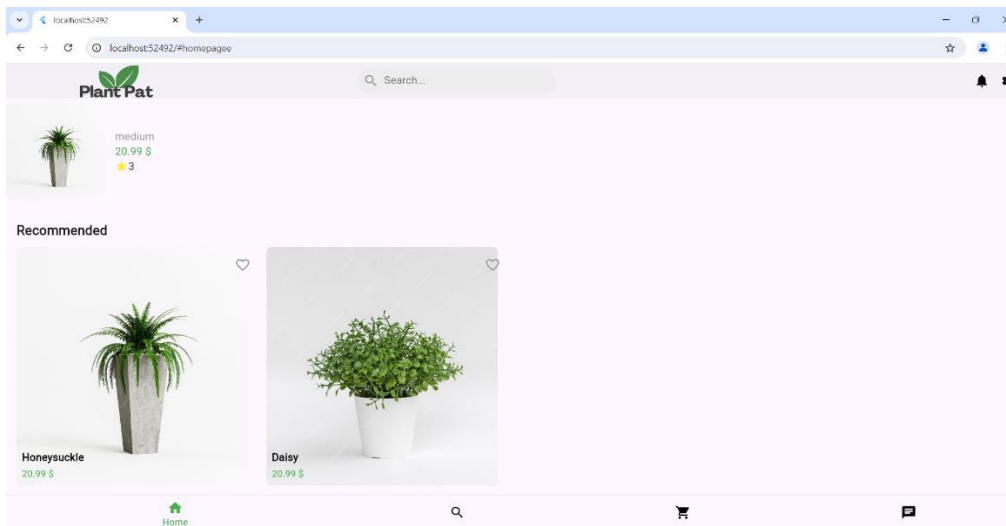 localhost:52492
localhost:52492/#homepagee
Plant Pat
Search...
medium
20.99 $
3
Recommended
Honeysuckle
20.99 $
Daisy
20.99 $
Home